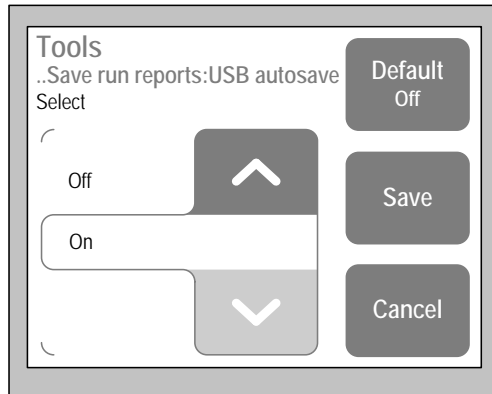 Tools
..Save run reports:USB autosave
Select
Off
On
Default
Off
Save
Cancel